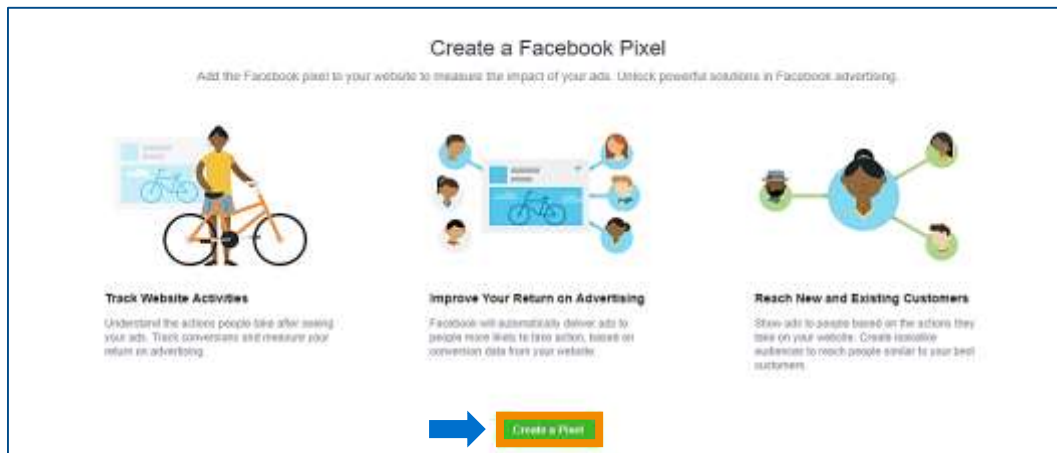 Create a Facebook Pixel
Add the Facebook pixel to your website to measure the impact of your ads. Unlock powerful solutions in Facebook advertising.
Track Website Activities
Understand the actions people take after seeing
your ads. Track conversions and measure your
return on advertising.
Improve Your Return on Advertising
Facebook will automatically deliver ads to
people more likely to take action, based on
conversion data from your website.
Reach New and Existing Customers
Show ads to people based on the actions they
take on your website. Create lookalike
audiences to reach people similar to your best
customers.
Create a Pixel